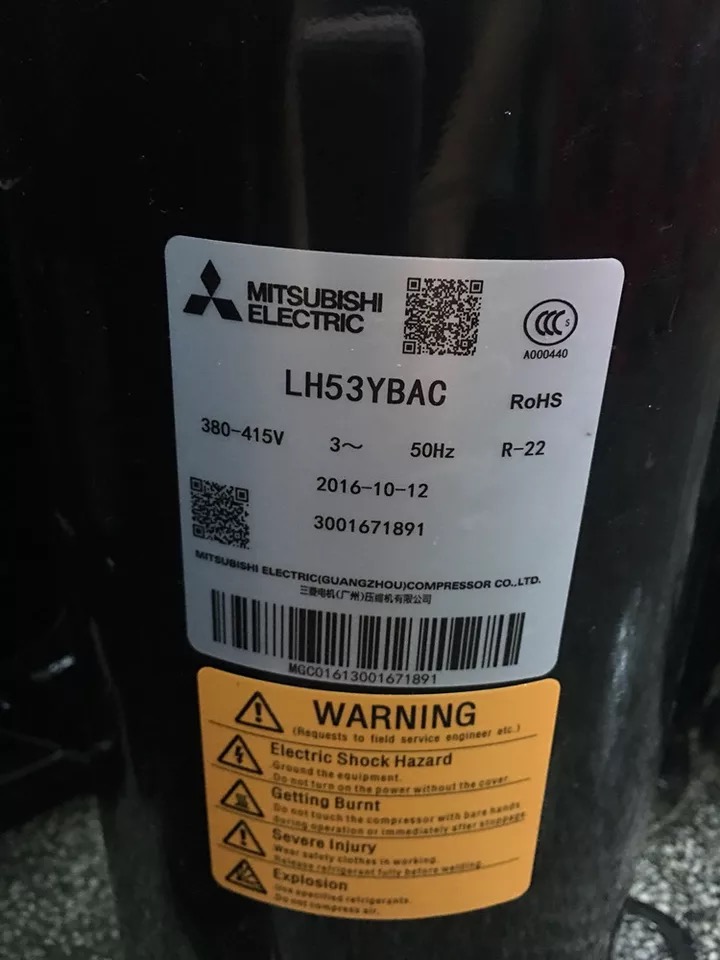 MITSUBISHI
ELECTRIC
CCC S
A000440
LH53YBAC
RoHS
380-415V 3～ 50Hz R-22
2016-10-12
3001671891
MITSUBISHI ELECTRIC(GUANGZHOU)COMPRESSOR CO.,LTD.
三菱电机(广州)压缩机有限公司
MGC01613001671891
WARNING
(Requests to field service engineer etc.)
Electric Shock Hazard
Ground the equipment.
Do not turn on the power without the cover.
Getting Burnt
Do not touch the compressor with bare hands
during operation or immediately after stoppage.
Severe Injury
Wear safety clothes in working.
Release refrigerant fully before welding.
Explosion
Use specified refrigerants.
Do not compress air.